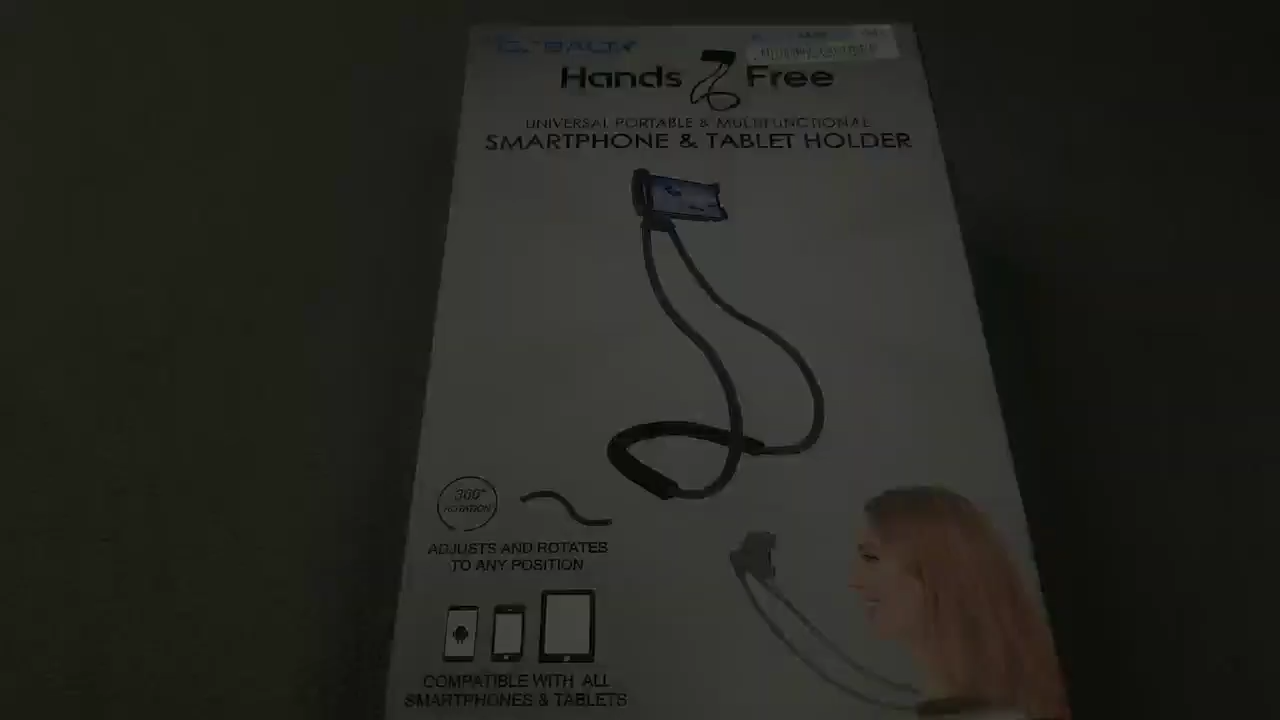 Hands Free
UNIVERSAL PORTABLE & MULTIFUNCTIONAL
SMARTPHONE & TABLET HOLDER
360°
ROTATION
ADJUSTS AND ROTATES
TO ANY POSITION
COMPATIBLE WITH ALL
SMARTPHONES & TABLETS